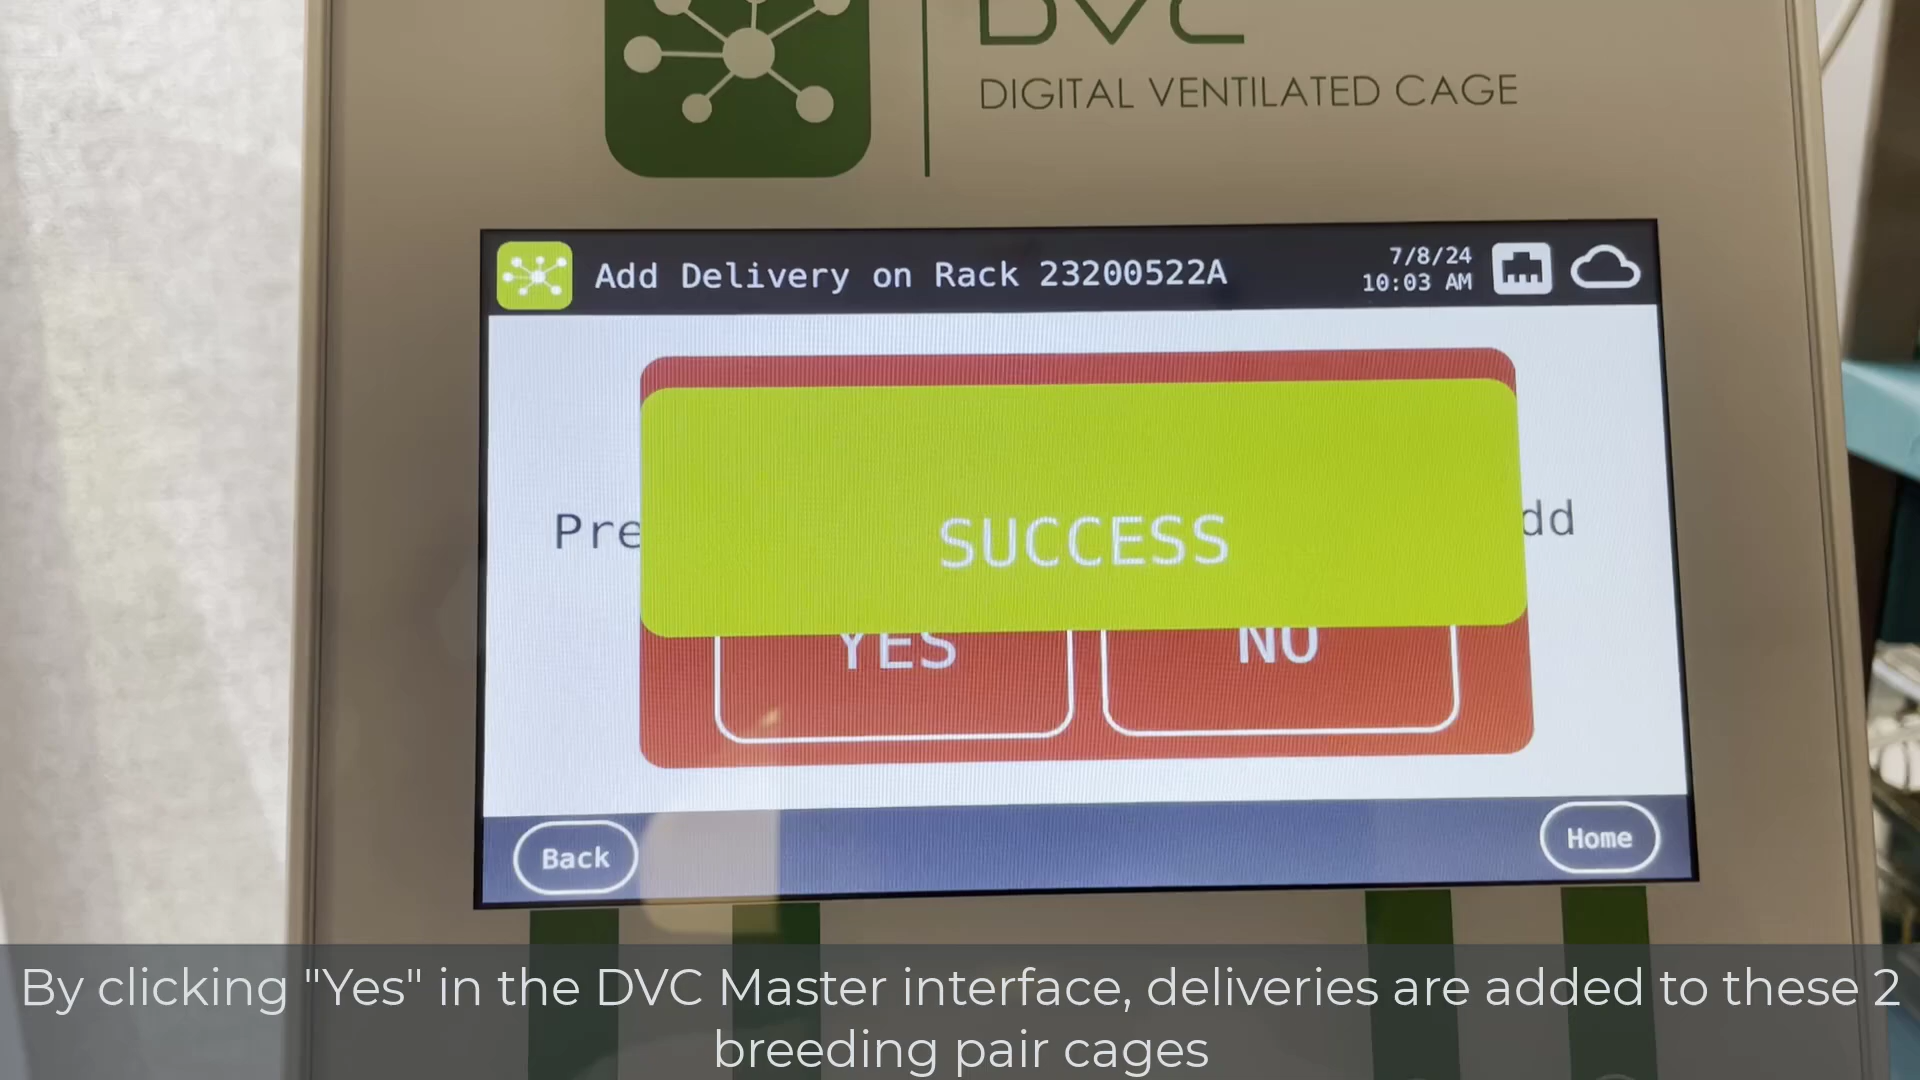 DVC
DIGITAL VENTILATED CAGE
Add Delivery on Rack 23200522A
7/8/24
10:03 AM
SUCCESS
YES
NO
Back
Home
By clicking "Yes" in the DVC Master interface, deliveries are added to these 2
breeding pair cages